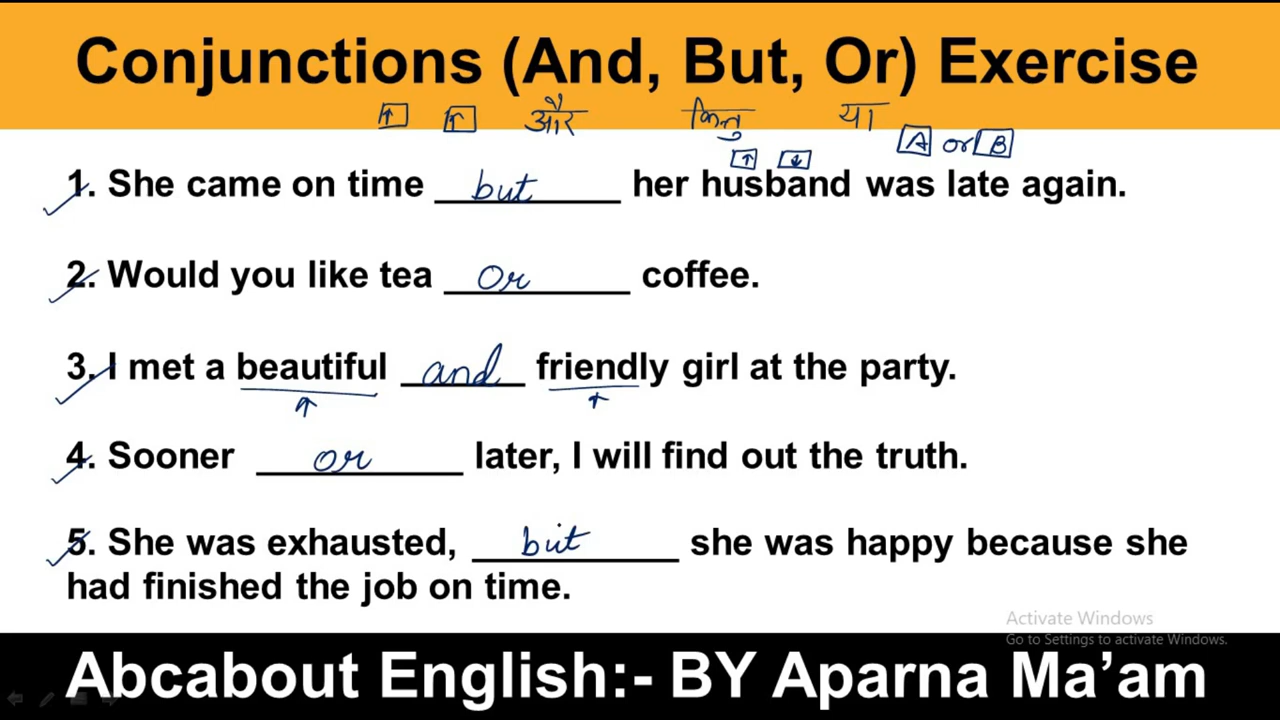 Conjunctions (And, But, Or) Exercise
↑ ↑ और किन्तु या
A or B
↑ ↓
1. She came on time but her husband was late again.
2. Would you like tea or coffee.
3. I met a beautiful and friendly girl at the party.
↑ ↑
4. Sooner or later, I will find out the truth.
5. She was exhausted, but she was happy because she
had finished the job on time.
Activate Windows
Go to Settings to activate Windows.
Abcabout English:- BY Aparna Ma’am